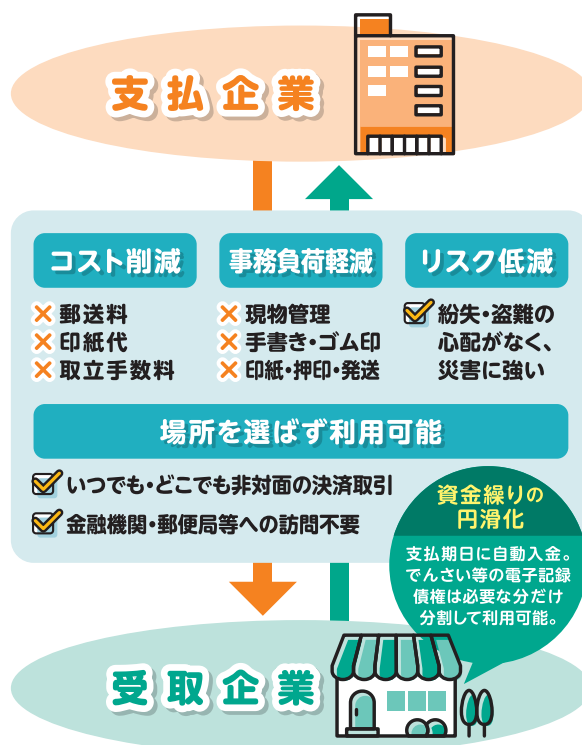 支払企業
コスト削減
✕ 郵送料
✕ 印紙代
✕ 取立手数料
事務負荷軽減
✕ 現物管理
✕ 手書き・ゴム印
✕ 印紙・押印・発送
リスク低減
紛失・盗難の
心配がなく、
災害に強い
場所を選ばず利用可能
いつでも・どこでも非対面の決済取引
金融機関・郵便局等への訪問不要
資金繰りの
円滑化
支払期日に自動入金。
でんさい等の電子記録
債権は必要な分だけ
分割して利用可能。
受取企業